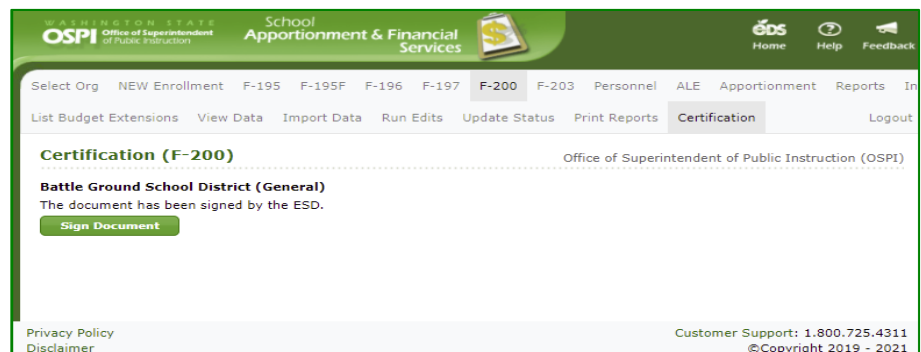 WASHINGTON STATE
OSPI Office of Superintendent of Public Instruction
School
Apportionment & Financial
Services
eds
Home Help Feedback
Select Org NEW Enrollment F-195 F-195F F-196 F-197 F-200 F-203 Personnel ALE Apportionment Reports In
List Budget Extensions View Data Import Data Run Edits Update Status Print Reports Certification Logout
Certification (F-200) Office of Superintendent of Public Instruction (OSPI)
Battle Ground School District (General)
The document has been signed by the ESD.
Sign Document
Privacy Policy Customer Support: 1.800.725.4311
Disclaimer ©Copyright 2019 - 2021